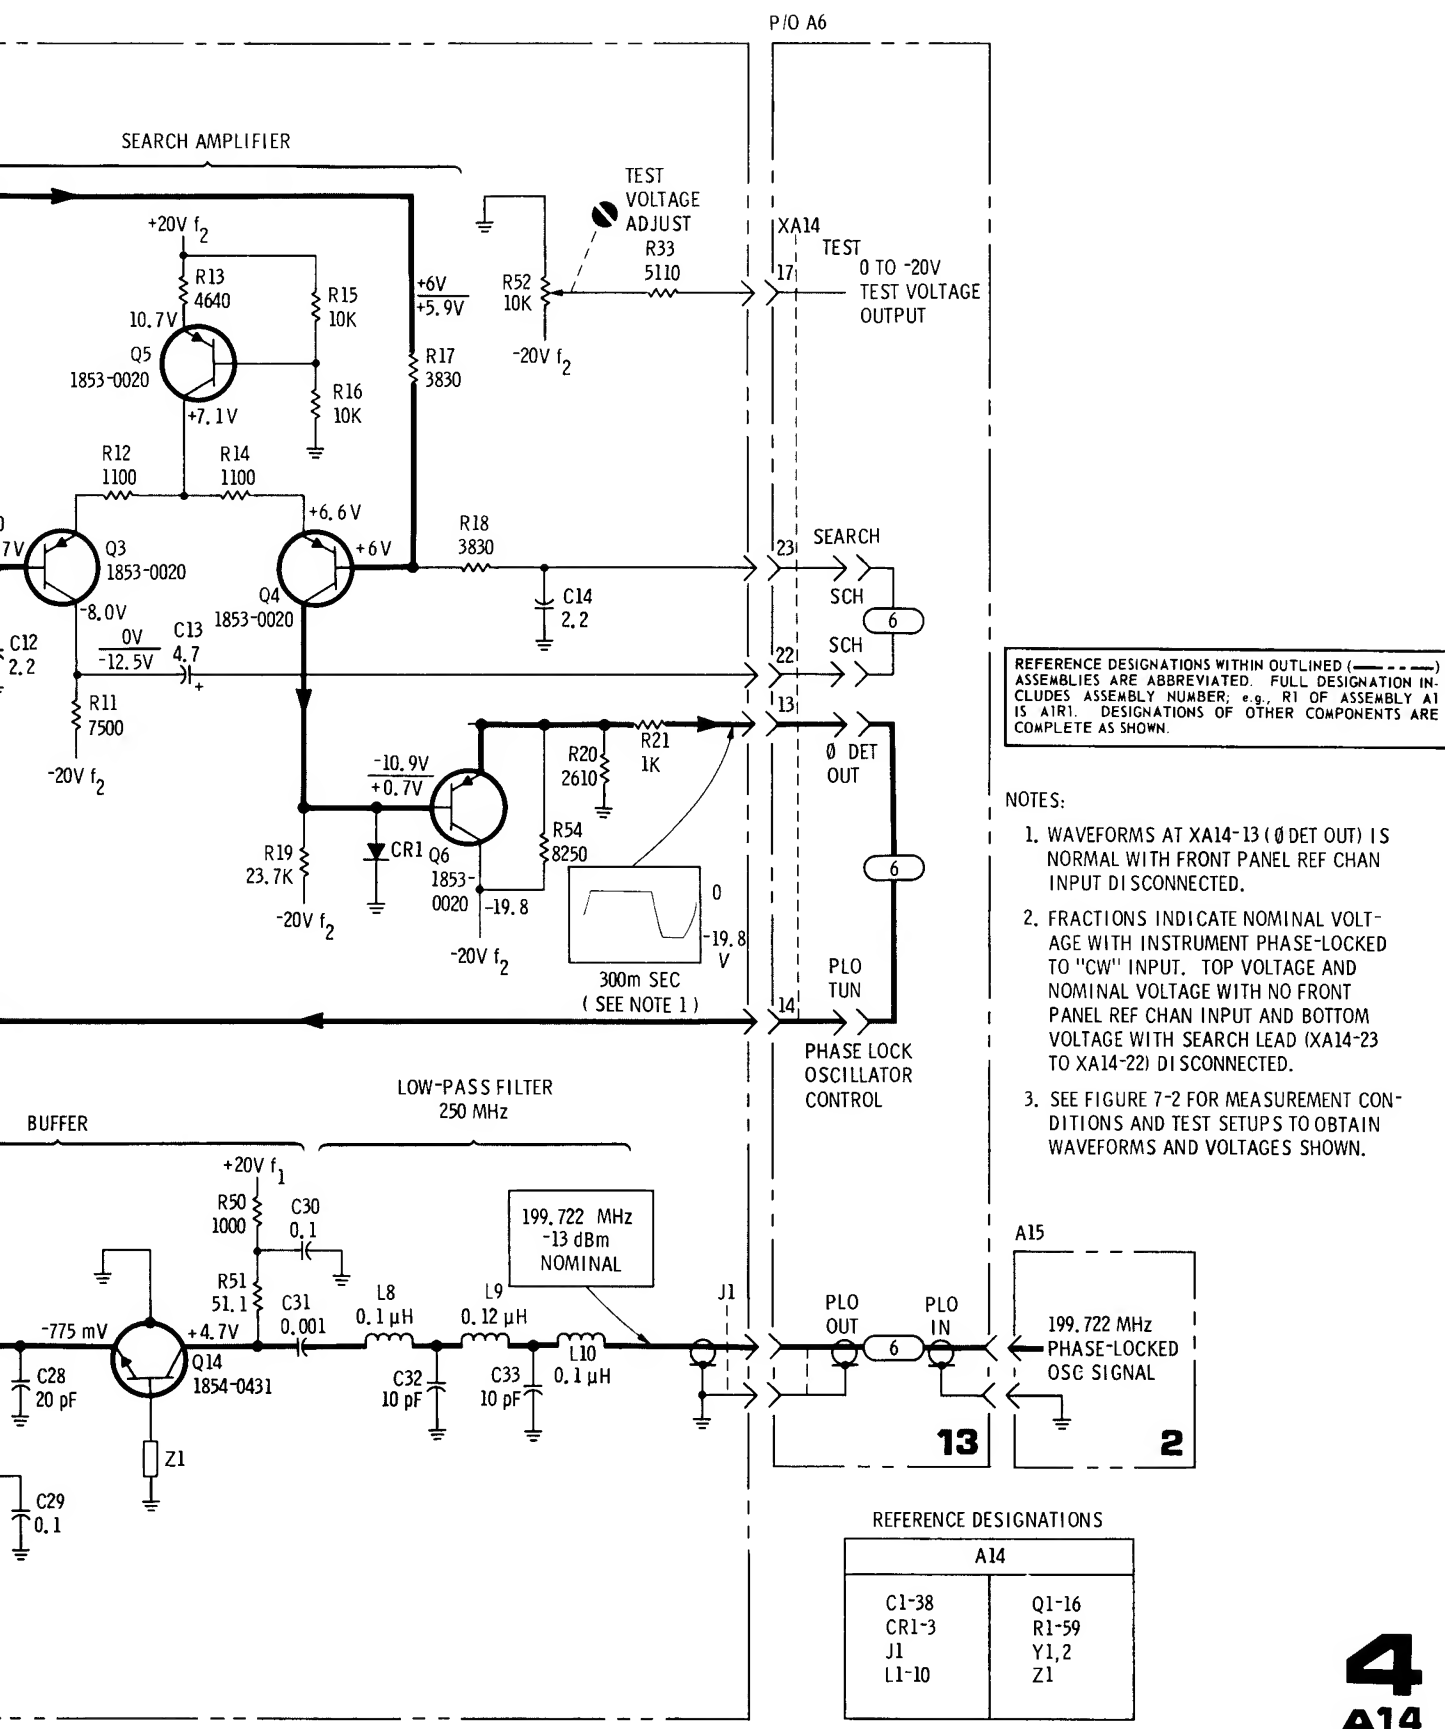 P/O A6
SEARCH AMPLIFIER
TEST
VOLTAGE
ADJUST
+20V f2
R13
4640
R15
10K
10.7V
Q5
1853-0020
R16
10K
+7.1V
+6V
+5.9V
R17
3830
R52
10K
-20V f2
R33
5110
XA14
17
TEST
0 TO -20V
TEST VOLTAGE
OUTPUT
R12
1100
R14
1100
+6.6V
7V
Q3
1853-0020
-8.0V
Q4
1853-0020
+6V
R18
3830
C14
2.2
23
SEARCH
SCH
6
SCH
22
C12
2.2
0V
-12.5V
C13
4.7
+
R11
7500
-20V f2
13
Ø DET
OUT
-10.9V
+0.7V
R20
2610
R21
1K
R19
23.7K
-20V f2
CR1
Q6
1853-
0020
-19.8
-20V f2
R54
8250
0
-19.8
V
300m SEC
( SEE NOTE 1 )
6
PLO
TUN
14
PHASE LOCK
OSCILLATOR
CONTROL
REFERENCE DESIGNATIONS WITHIN OUTLINED (— - - - —)
ASSEMBLIES ARE ABBREVIATED. FULL DESIGNATION IN-
CLUDES ASSEMBLY NUMBER; e.g., R1 OF ASSEMBLY A1
IS A1R1. DESIGNATIONS OF OTHER COMPONENTS ARE
COMPLETE AS SHOWN.
NOTES:
1. WAVEFORMS AT XA14-13 (Ø DET OUT) IS
NORMAL WITH FRONT PANEL REF CHAN
INPUT DISCONNECTED.
2. FRACTIONS INDICATE NOMINAL VOLT-
AGE WITH INSTRUMENT PHASE-LOCKED
TO "CW" INPUT. TOP VOLTAGE AND
NOMINAL VOLTAGE WITH NO FRONT
PANEL REF CHAN INPUT AND BOTTOM
VOLTAGE WITH SEARCH LEAD (XA14-23
TO XA14-22) DISCONNECTED.
3. SEE FIGURE 7-2 FOR MEASUREMENT CON-
DITIONS AND TEST SETUPS TO OBTAIN
WAVEFORMS AND VOLTAGES SHOWN.
BUFFER
LOW-PASS FILTER
250 MHz
+20V f1
R50
1000
C30
0.1
R51
51.1
C31
0.001
L8
0.1 µH
L9
0.12 µH
L10
0.1 µH
199.722 MHz
-13 dBm
NOMINAL
J1
PLO
OUT
6
PLO
IN
A15
199.722 MHz
PHASE-LOCKED
OSC SIGNAL
-775 mV
+4.7V
Q14
1854-0431
C28
20 pF
C32
10 pF
C33
10 pF
Z1
C29
0.1
13
2
REFERENCE DESIGNATIONS
A14
C1-38
CR1-3
J1
L1-10
Q1-16
R1-59
Y1,2
Z1
4
A14